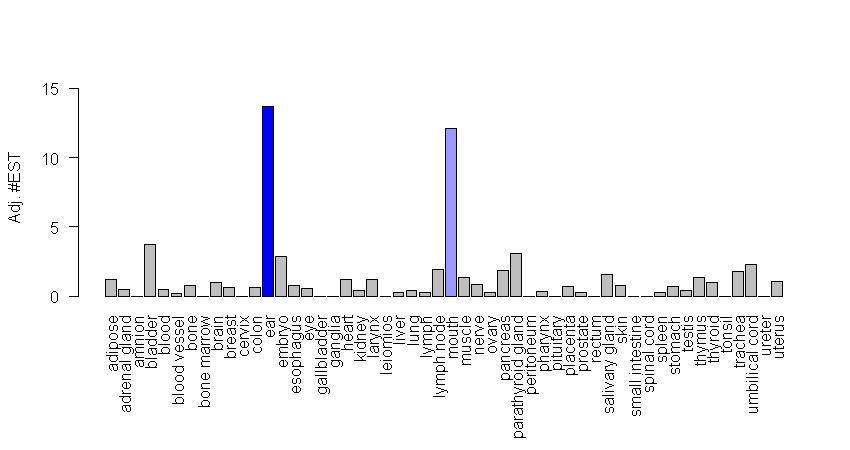 Adj. #EST
15
10
5
0
adipose
adrenal gland
amnion
bladder
blood
blood vessel
bone
bone marrow
brain
breast
cervix
colon
ear
embryo
esophagus
eye
gallbladder
ganglia
heart
kidney
larynx
leiomios
liver
lung
lymph
lymph node
mouth
muscle
nerve
ovary
pancreas
parathyroid gland
peritoneum
pharynx
pituitary
placenta
prostate
rectum
salivary gland
skin
small intestine
spinal cord
spleen
stomach
testis
thymus
thyroid
tonsil
trachea
umbilical cord
ureter
uterus